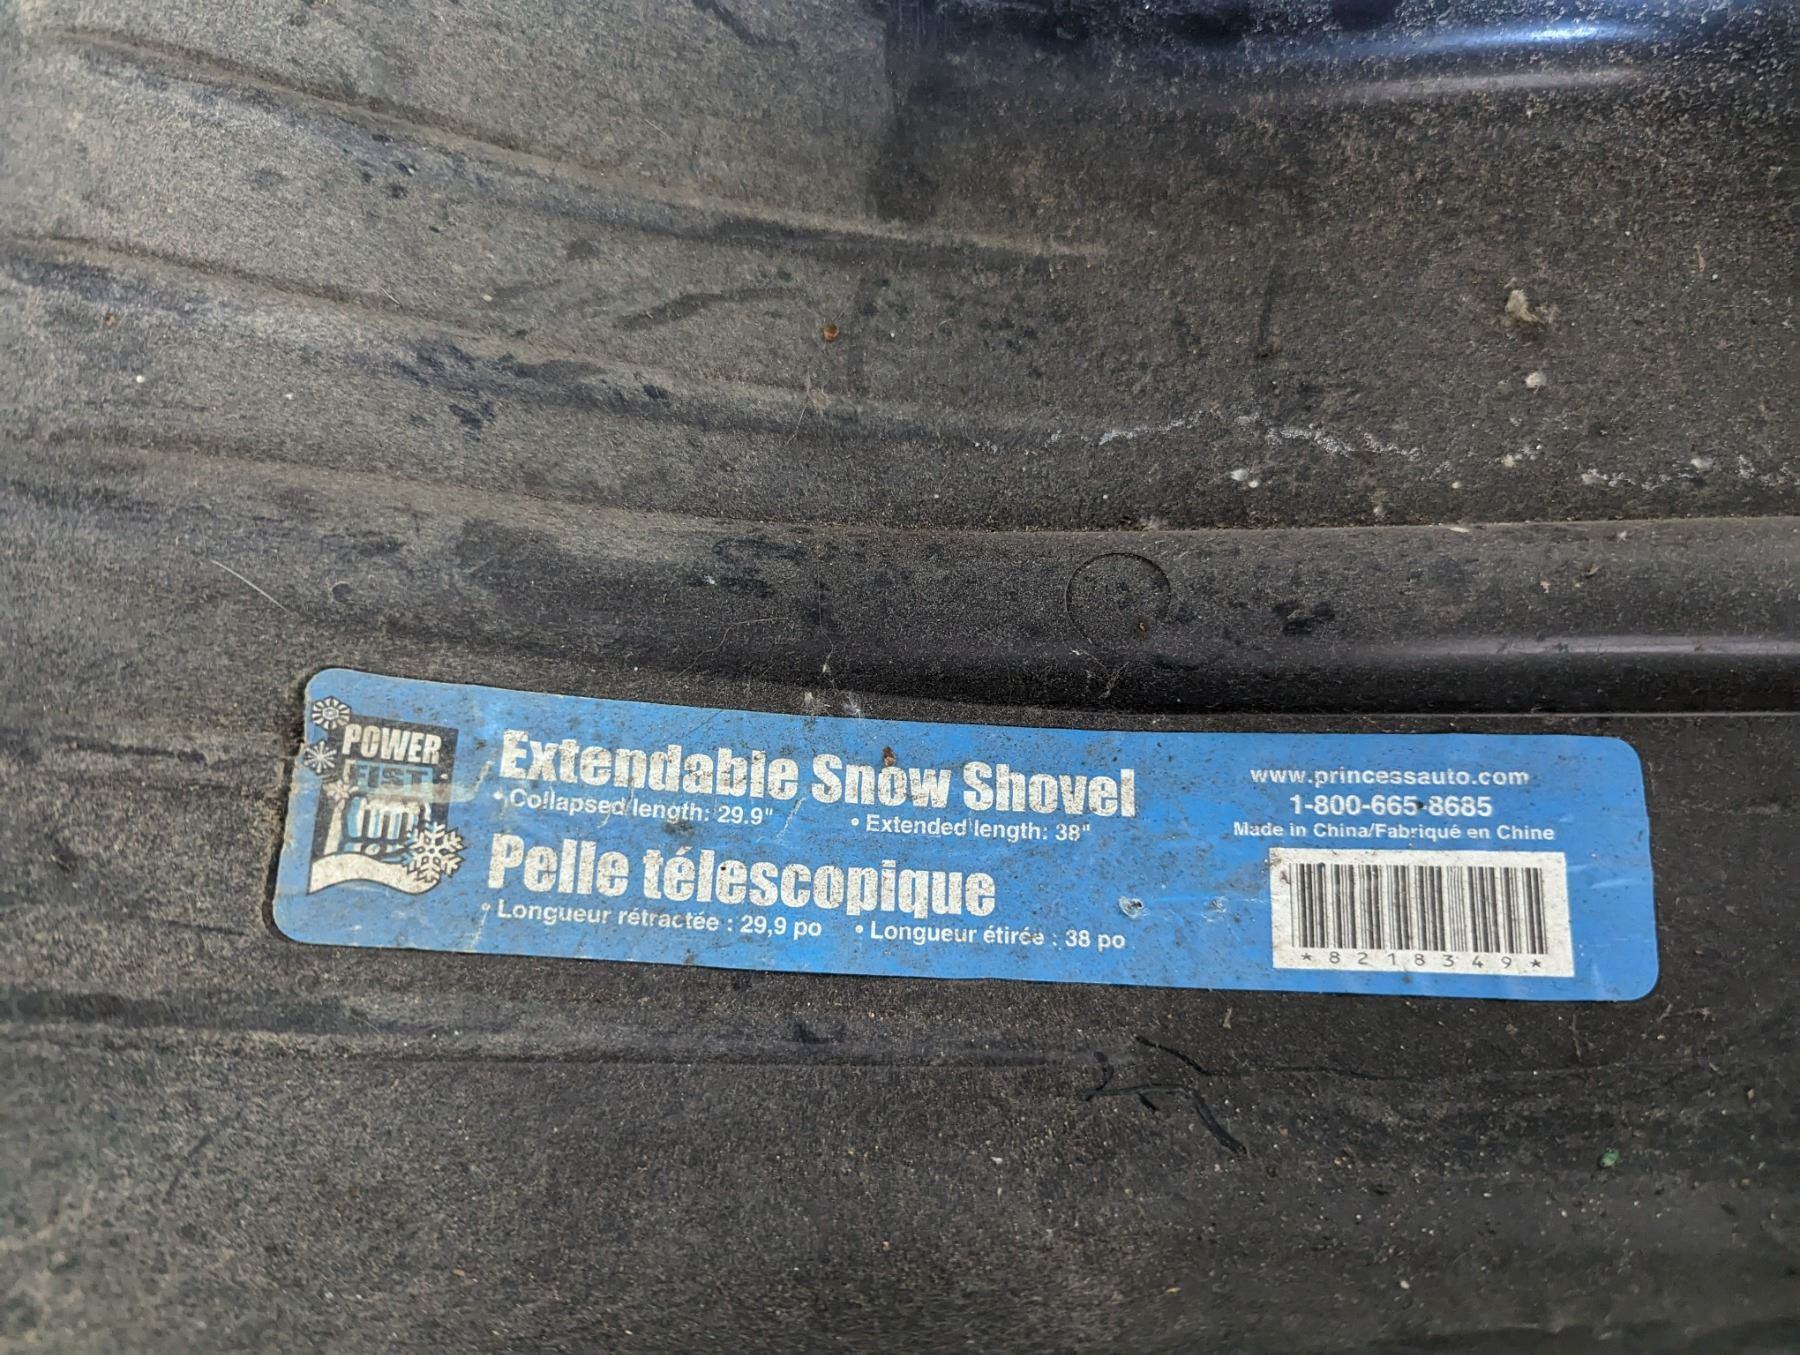 POWER
FIST
Extendable Snow Shovel
• Collapsed length: 29.9" • Extended length: 38"
Pelle télescopique
• Longueur rétractée : 29,9 po • Longueur étirée : 38 po
www.princessauto.com
1-800-665-8685
Made in China/Fabriqué en Chine
*8218349*